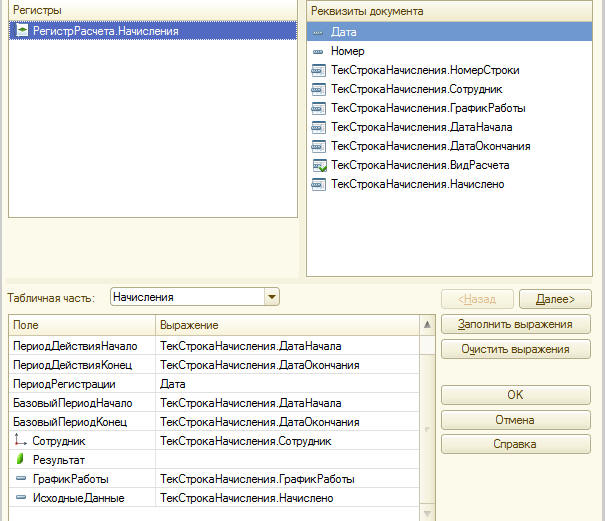 Регистры
РегистрРасчета.Начисления
Реквизиты документа
Дата
Номер
ТекСтрокаНачисления.НомерСтроки
ТекСтрокаНачисления.Сотрудник
ТекСтрокаНачисления.ГрафикРаботы
ТекСтрокаНачисления.ДатаНачала
ТекСтрокаНачисления.ДатаОкончания
ТекСтрокаНачисления.ВидРасчета
ТекСтрокаНачисления.Начислено
Табличная часть: Начисления
<Назад Далее>
Заполнить выражения
Очистить выражения
OK
Отмена
Справка
Поле Выражение
ПериодДействияНачало ТекСтрокаНачисления.ДатаНачала
ПериодДействияКонец ТекСтрокаНачисления.ДатаОкончания
ПериодРегистрации Дата
БазовыйПериодНачало ТекСтрокаНачисления.ДатаНачала
БазовыйПериодКонец ТекСтрокаНачисления.ДатаОкончания
Сотрудник ТекСтрокаНачисления.Сотрудник
Результат
ГрафикРаботы ТекСтрокаНачисления.ГрафикРаботы
ИсходныеДанные ТекСтрокаНачисления.Начислено